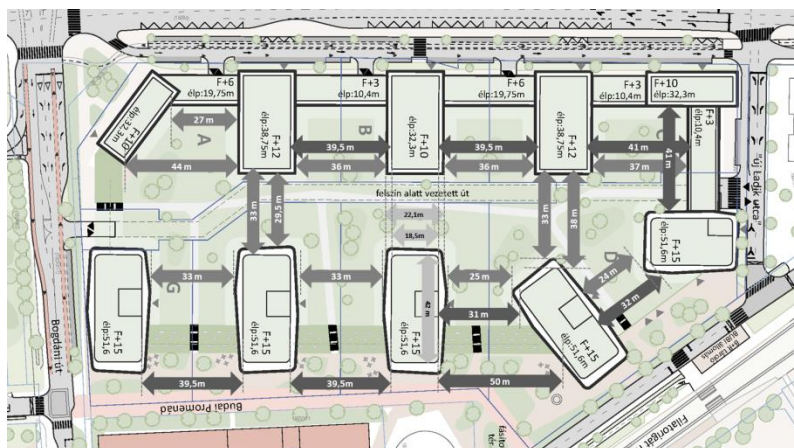 F+6
élp:19,75m
F+3
élp:10,4m
F+6
élp:19,75m
F+3
élp:10,4m
F+10
élp:32,3m
F+10
élp:32,3m
F+12
élp:38,75m
F+10
élp:32,3m
F+12
élp:38,75m
F+3
élp:10,4m
A
B
27 m
44 m
39,5m
36 m
39,5m
36 m
41 m
37 m
41 m
"új Ladik utca"
felszín alatt vezetett út
33 m
29,5 m
22,1m
18,5m
33 m
38 m
F+15
élp:51,6m
D
24 m
32 m
G
33 m
33 m
42 m
25 m
31 m
F+15
élp:51,6
F+15
élp:51,6
F+15
élp:51,6
F+15
élp:51,6m
39,5m
39,5m
50 m
Bogdáni út
Budai Promenád
Filatorigát